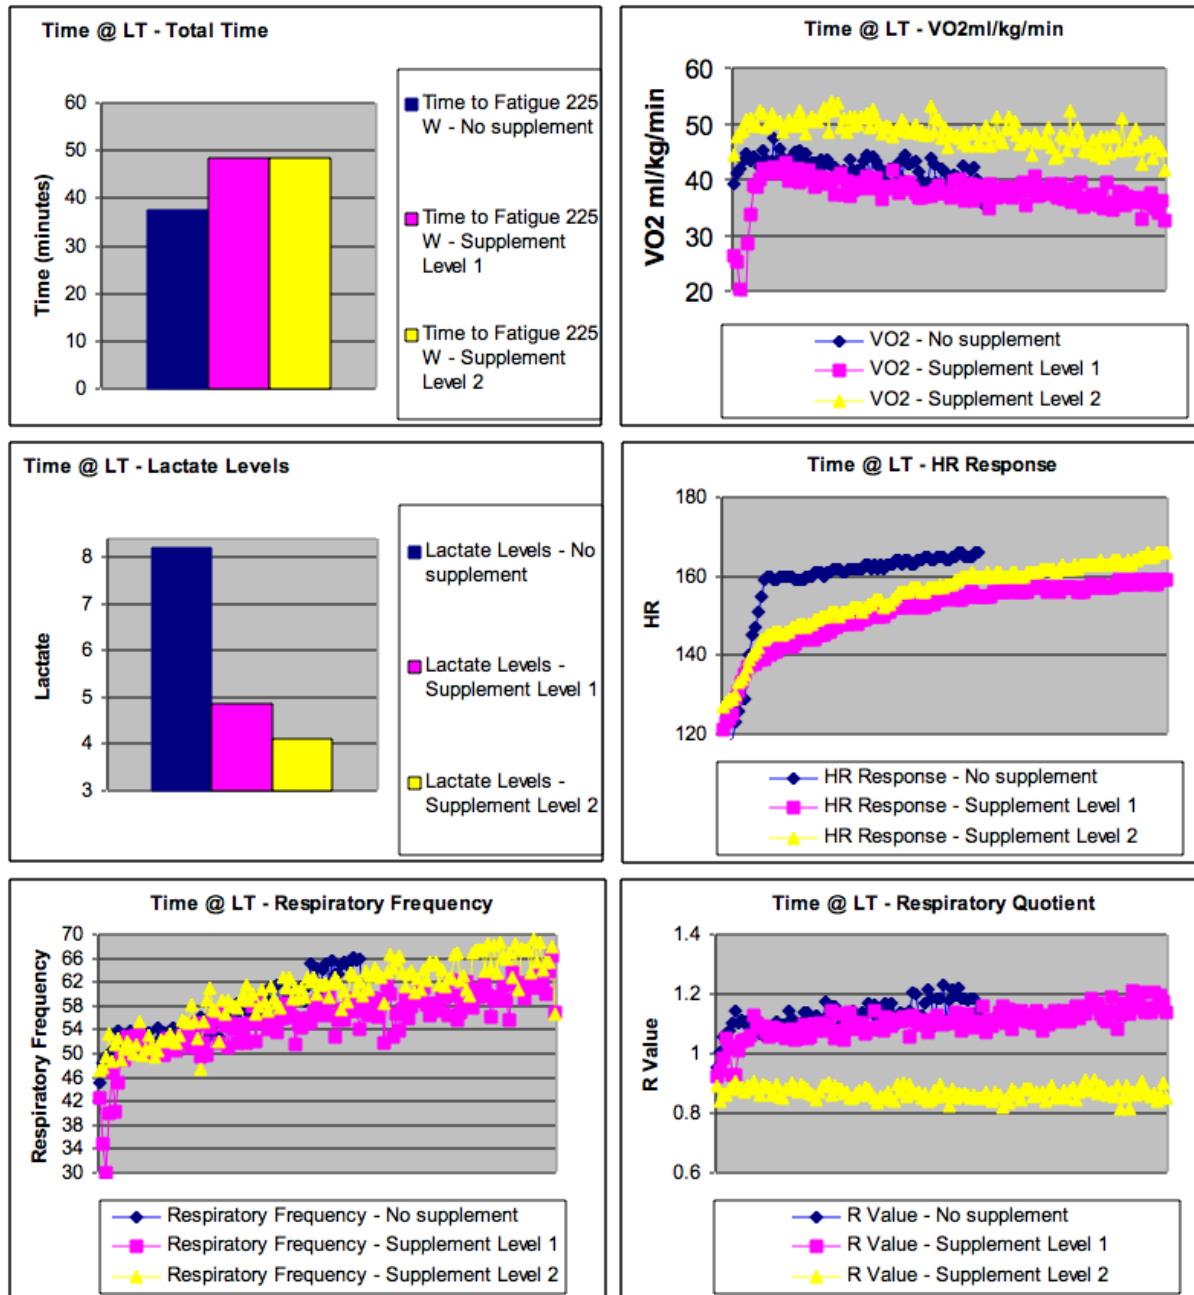 Time @ LT - Total Time
60
50
40
30
20
10
0
Time (minutes)
Time to Fatigue 225
W - No supplement
Time to Fatigue 225
W - Supplement
Level 1
Time to Fatigue 225
W - Supplement
Level 2
Time @ LT - VO2ml/kg/min
60
50
40
30
20
VO2 ml/kg/min
VO2 - No supplement
VO2 - Supplement Level 1
VO2 - Supplement Level 2
Time @ LT - Lactate Levels
8
7
6
5
4
3
Lactate
Lactate Levels - No
supplement
Lactate Levels -
Supplement Level 1
Lactate Levels -
Supplement Level 2
Time @ LT - HR Response
180
160
140
120
HR
HR Response - No supplement
HR Response - Supplement Level 1
HR Response - Supplement Level 2
Time @ LT - Respiratory Frequency
70
66
62
58
54
50
46
42
38
34
30
Respiratory Frequency
Respiratory Frequency - No supplement
Respiratory Frequency - Supplement Level 1
Respiratory Frequency - Supplement Level 2
Time @ LT - Respiratory Quotient
1.4
1.2
1
0.8
0.6
R Value
R Value - No supplement
R Value - Supplement Level 1
R Value - Supplement Level 2